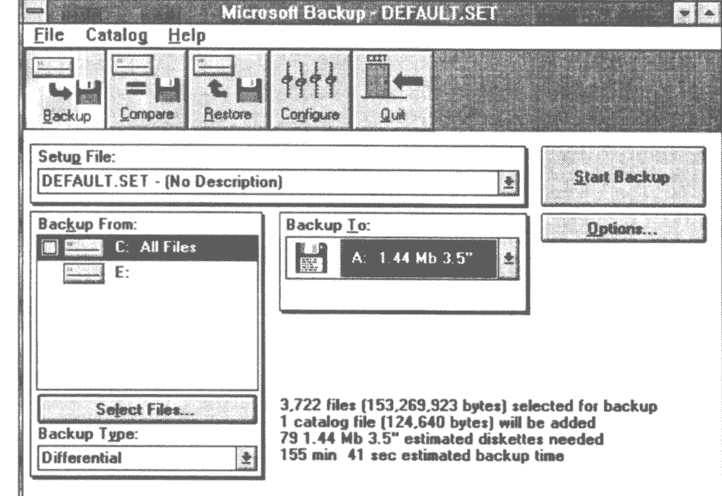 Microsoft Backup - DEFAULT.SET
File Catalog Help
EXIT
Backup Compare Restore Configure Quit
Setup File:
DEFAULT.SET - (No Description)
Start Backup
Backup From:
Backup To:
Options...
C: All Files
A: 1.44 Mb 3.5"
E:
Select Files...
3,722 files (153,269,923 bytes) selected for backup
1 catalog file (124,640 bytes) will be added
79 1.44 Mb 3.5" estimated diskettes needed
155 min 41 sec estimated backup time
Backup Type:
Differential